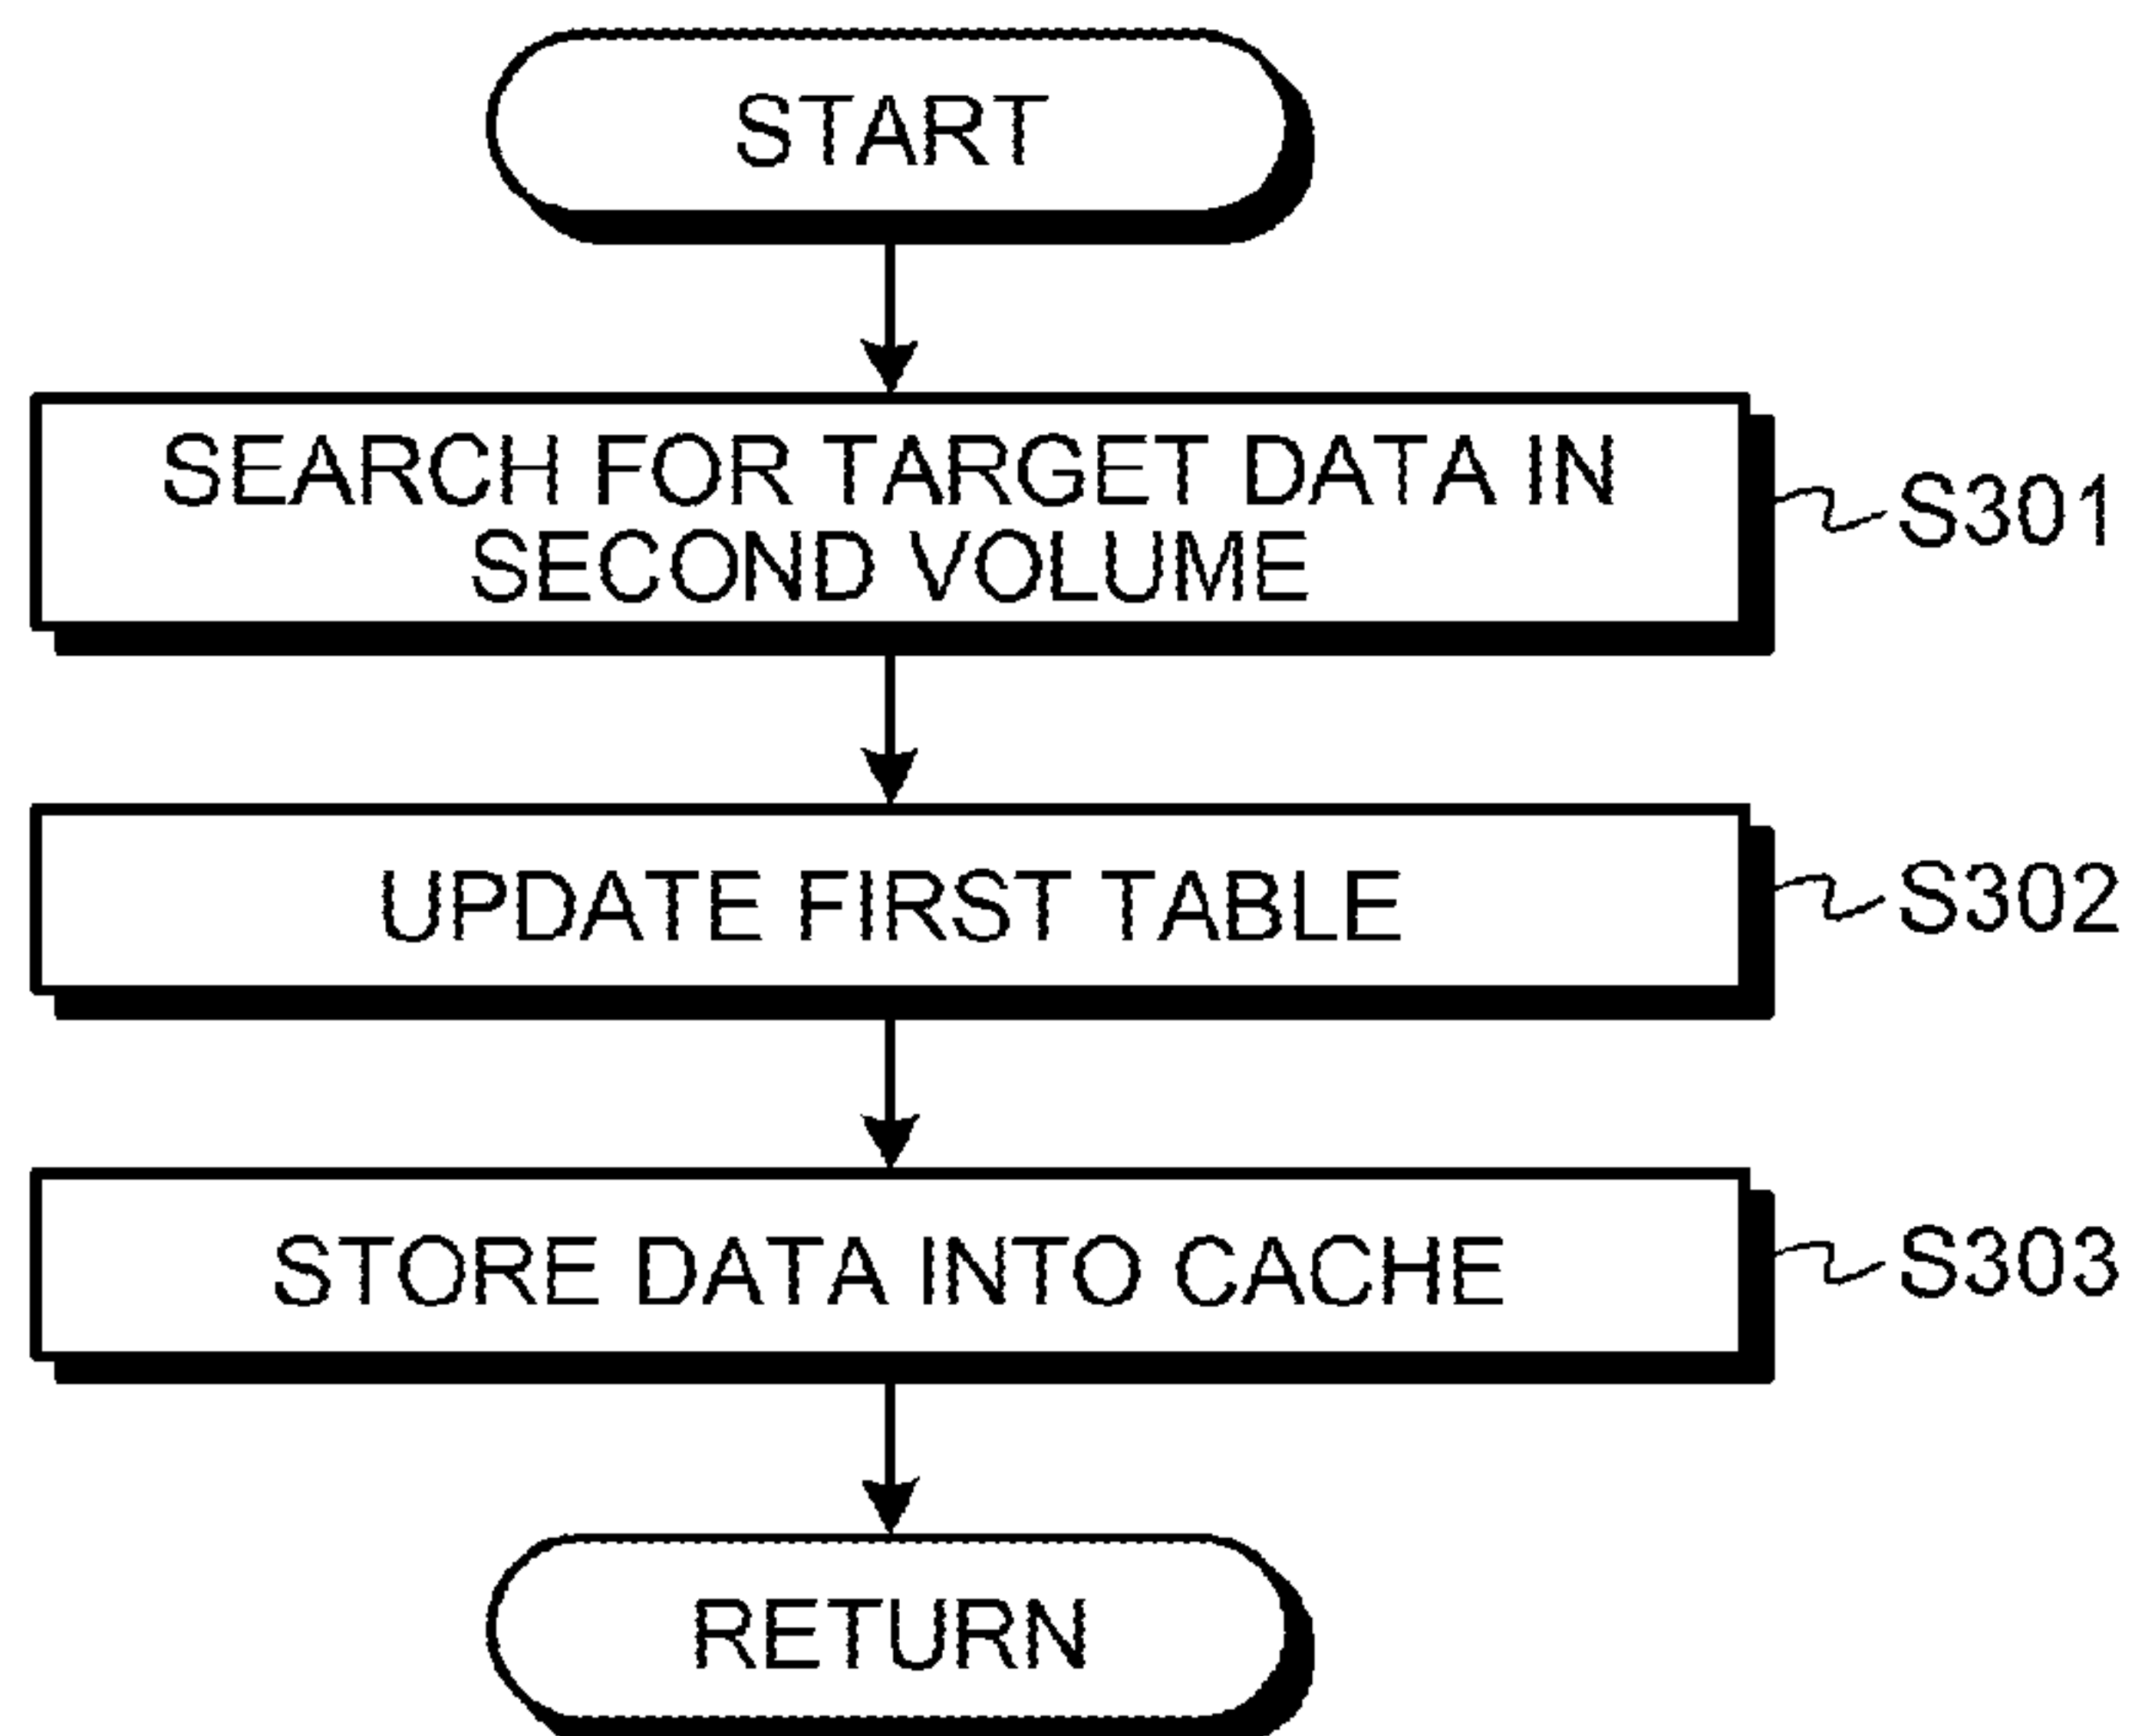 START
SEARCH FOR TARGET DATA IN
SECOND VOLUME
S301
UPDATE FIRST TABLE
S302
STORE DATA INTO CACHE
S303
RETURN